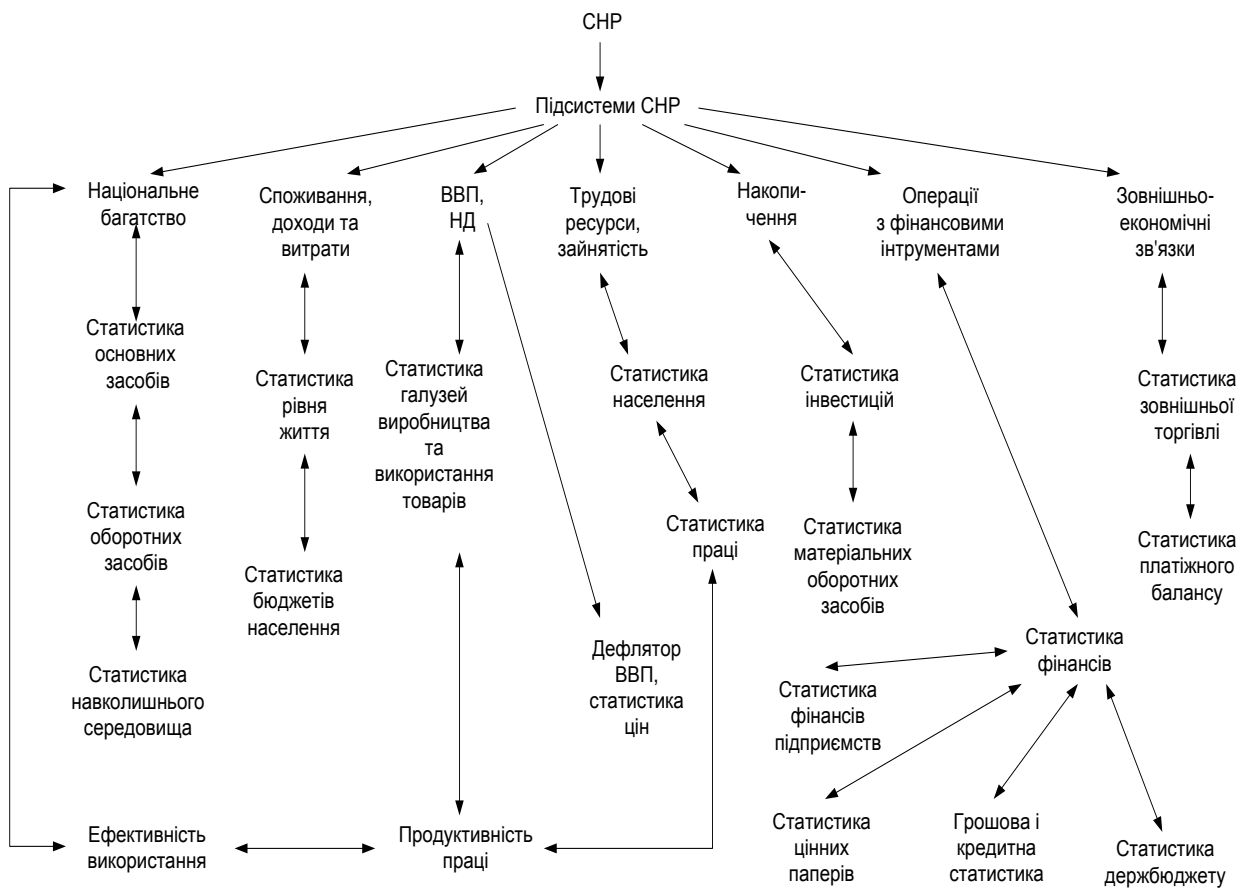 СНР
Підсистеми СНР
Національне
багатство
Споживання,
доходи та
витрати
ВВП,
НД
Трудові
ресурси,
зайнятість
Накопи-
чення
Операції
з фінансовими
інтрументами
Зовнішньо-
економічні
зв'язки
Статистика
основних
засобів
Статистика
рівня
життя
Статистика
галузей
виробництва
та
використання
товарів
Статистика
населення
Статистика
інвестицій
Статистика
зовнішньої
торгівлі
Статистика
оборотних
засобів
Статистика
бюджетів
населення
Статистика
праці
Статистика
матеріальних
оборотних
засобів
Статистика
платіжного
балансу
Статистика
навколишнього
середовища
Дефлятор
ВВП,
статистика
цін
Статистика
фінансів
Статистика
фінансів
підприємств
Ефективність
використання
Продуктивність
праці
Статистика
цінних
паперів
Грошова і
кредитна
статистика
Статистика
держбюджету